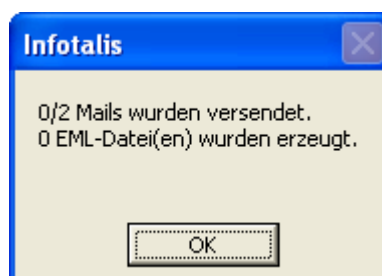 Infotalis
0/2 Mails wurden versendet.
0 EML-Datei(en) wurden erzeugt.
OK